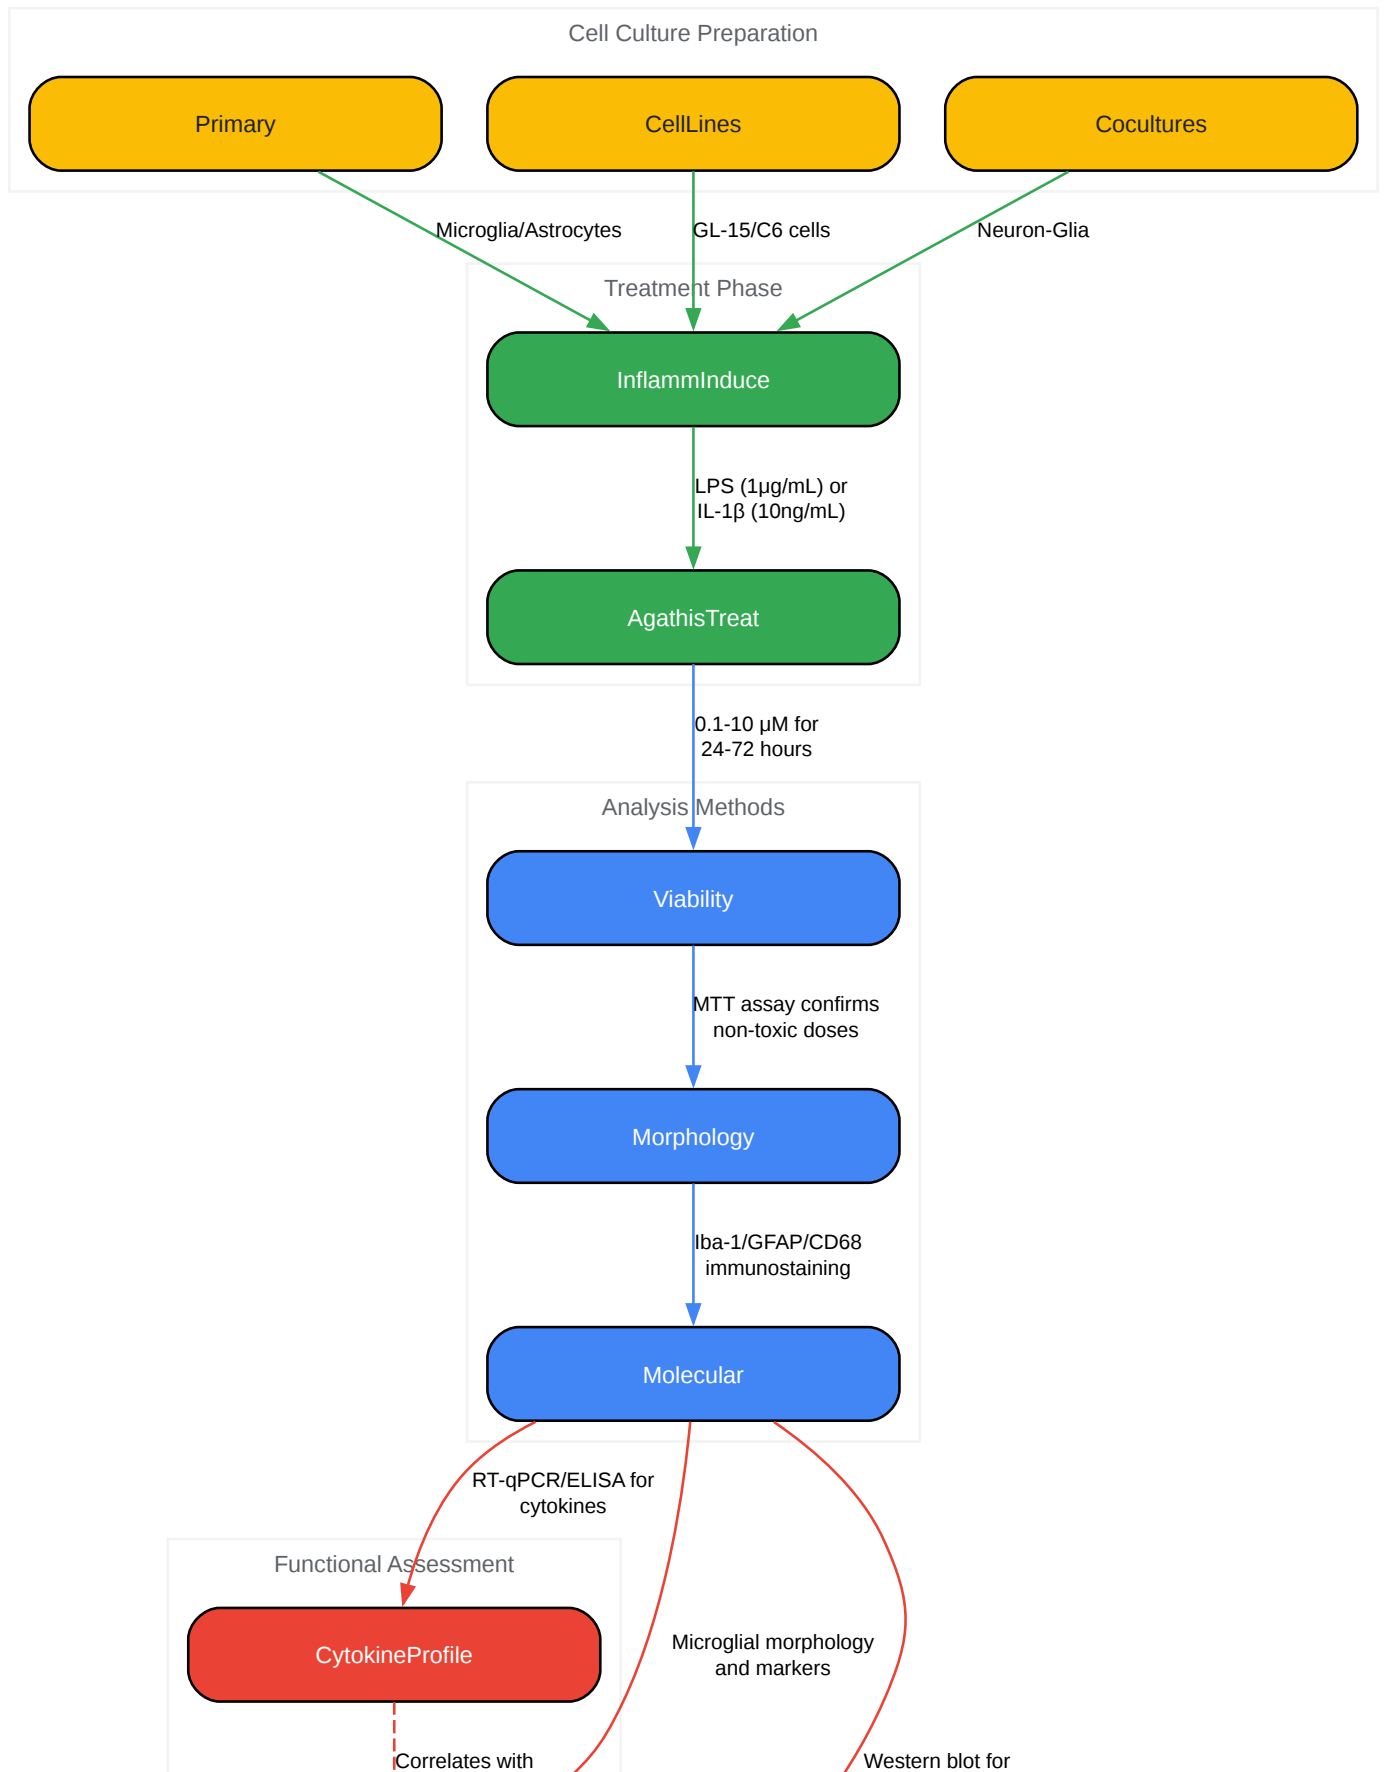 Cell Culture Preparation
Primary
CellLines
Cocultures
Microglia/Astrocytes
GL-15/C6 cells
Neuron-Glia
Treatment Phase
InflammInduce
LPS (1μg/mL) or
IL-1β (10ng/mL)
AgathisTreat
0.1-10 μM for
24-72 hours
Analysis Methods
Viability
MTT assay confirms
non-toxic doses
Morphology
Iba-1/GFAP/CD68
immunostaining
Molecular
RT-qPCR/ELISA for
cytokines
Functional Assessment
CytokineProfile
Microglial morphology
and markers
Correlates with
Western blot for